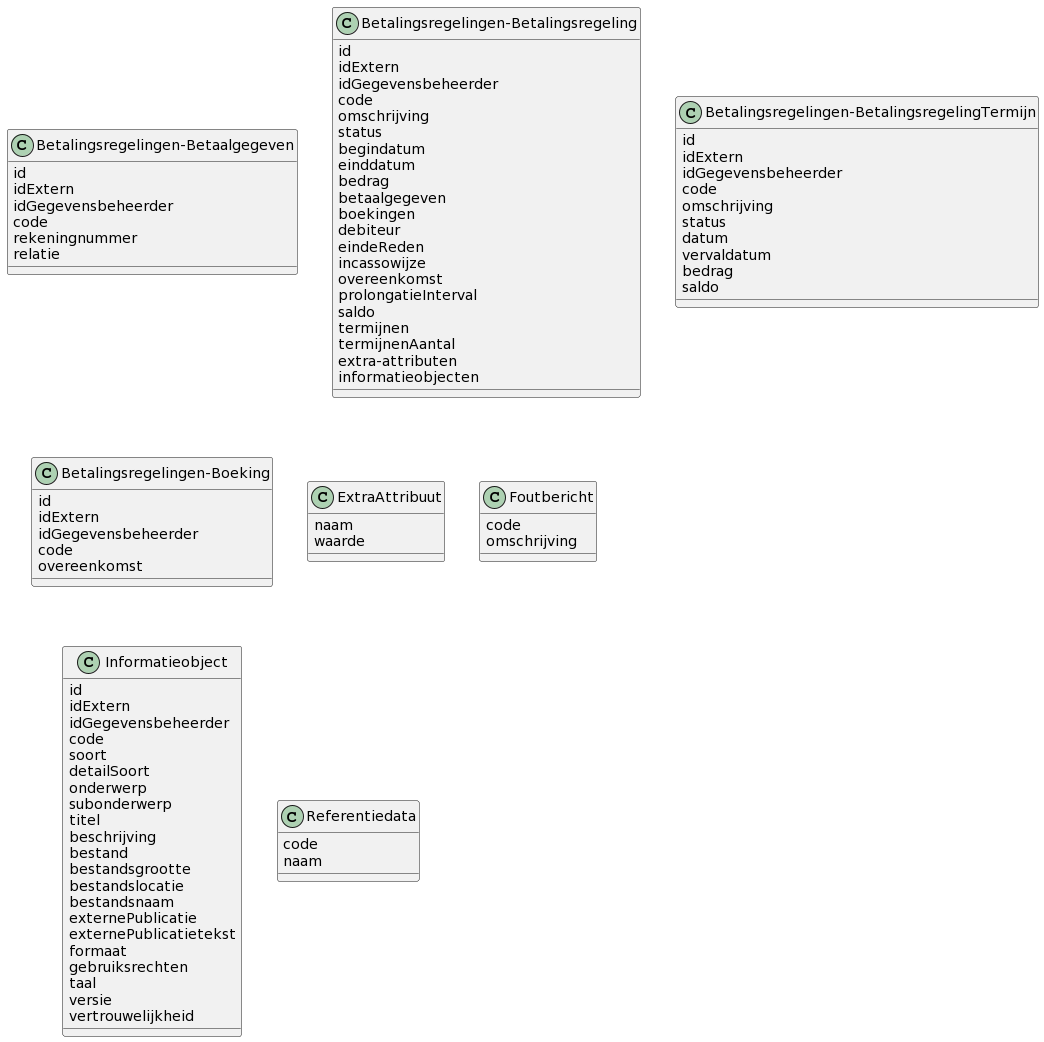 C Betalingsregelingen-Betaalgegeven
id
idExtern
idGegevensbeheerder
code
rekeningnummer
relatie
C Betalingsregelingen-Betalingsregeling
id
idExtern
idGegevensbeheerder
code
omschrijving
status
begindatum
einddatum
bedrag
betaalgegeven
boekingen
debiteur
eindeReden
incassowijze
overeenkomst
prolongatieInterval
saldo
termijnen
termijnenAantal
extra-attributen
informatieobjecten
C Betalingsregelingen-BetalingsregelingTermijn
id
idExtern
idGegevensbeheerder
code
omschrijving
status
datum
vervaldatum
bedrag
saldo
C Betalingsregelingen-Boeking
id
idExtern
idGegevensbeheerder
code
overeenkomst
C ExtraAttribuut
naam
waarde
C Foutbericht
code
omschrijving
C Informatieobject
id
idExtern
idGegevensbeheerder
code
soort
detailSoort
onderwerp
subonderwerp
titel
beschrijving
bestand
bestandsgrootte
bestandslocatie
bestandsnaam
externePublicatie
externePublicatietekst
formaat
gebruiksrechten
taal
versie
vertrouwelijkheid
C Referentiedata
code
naam